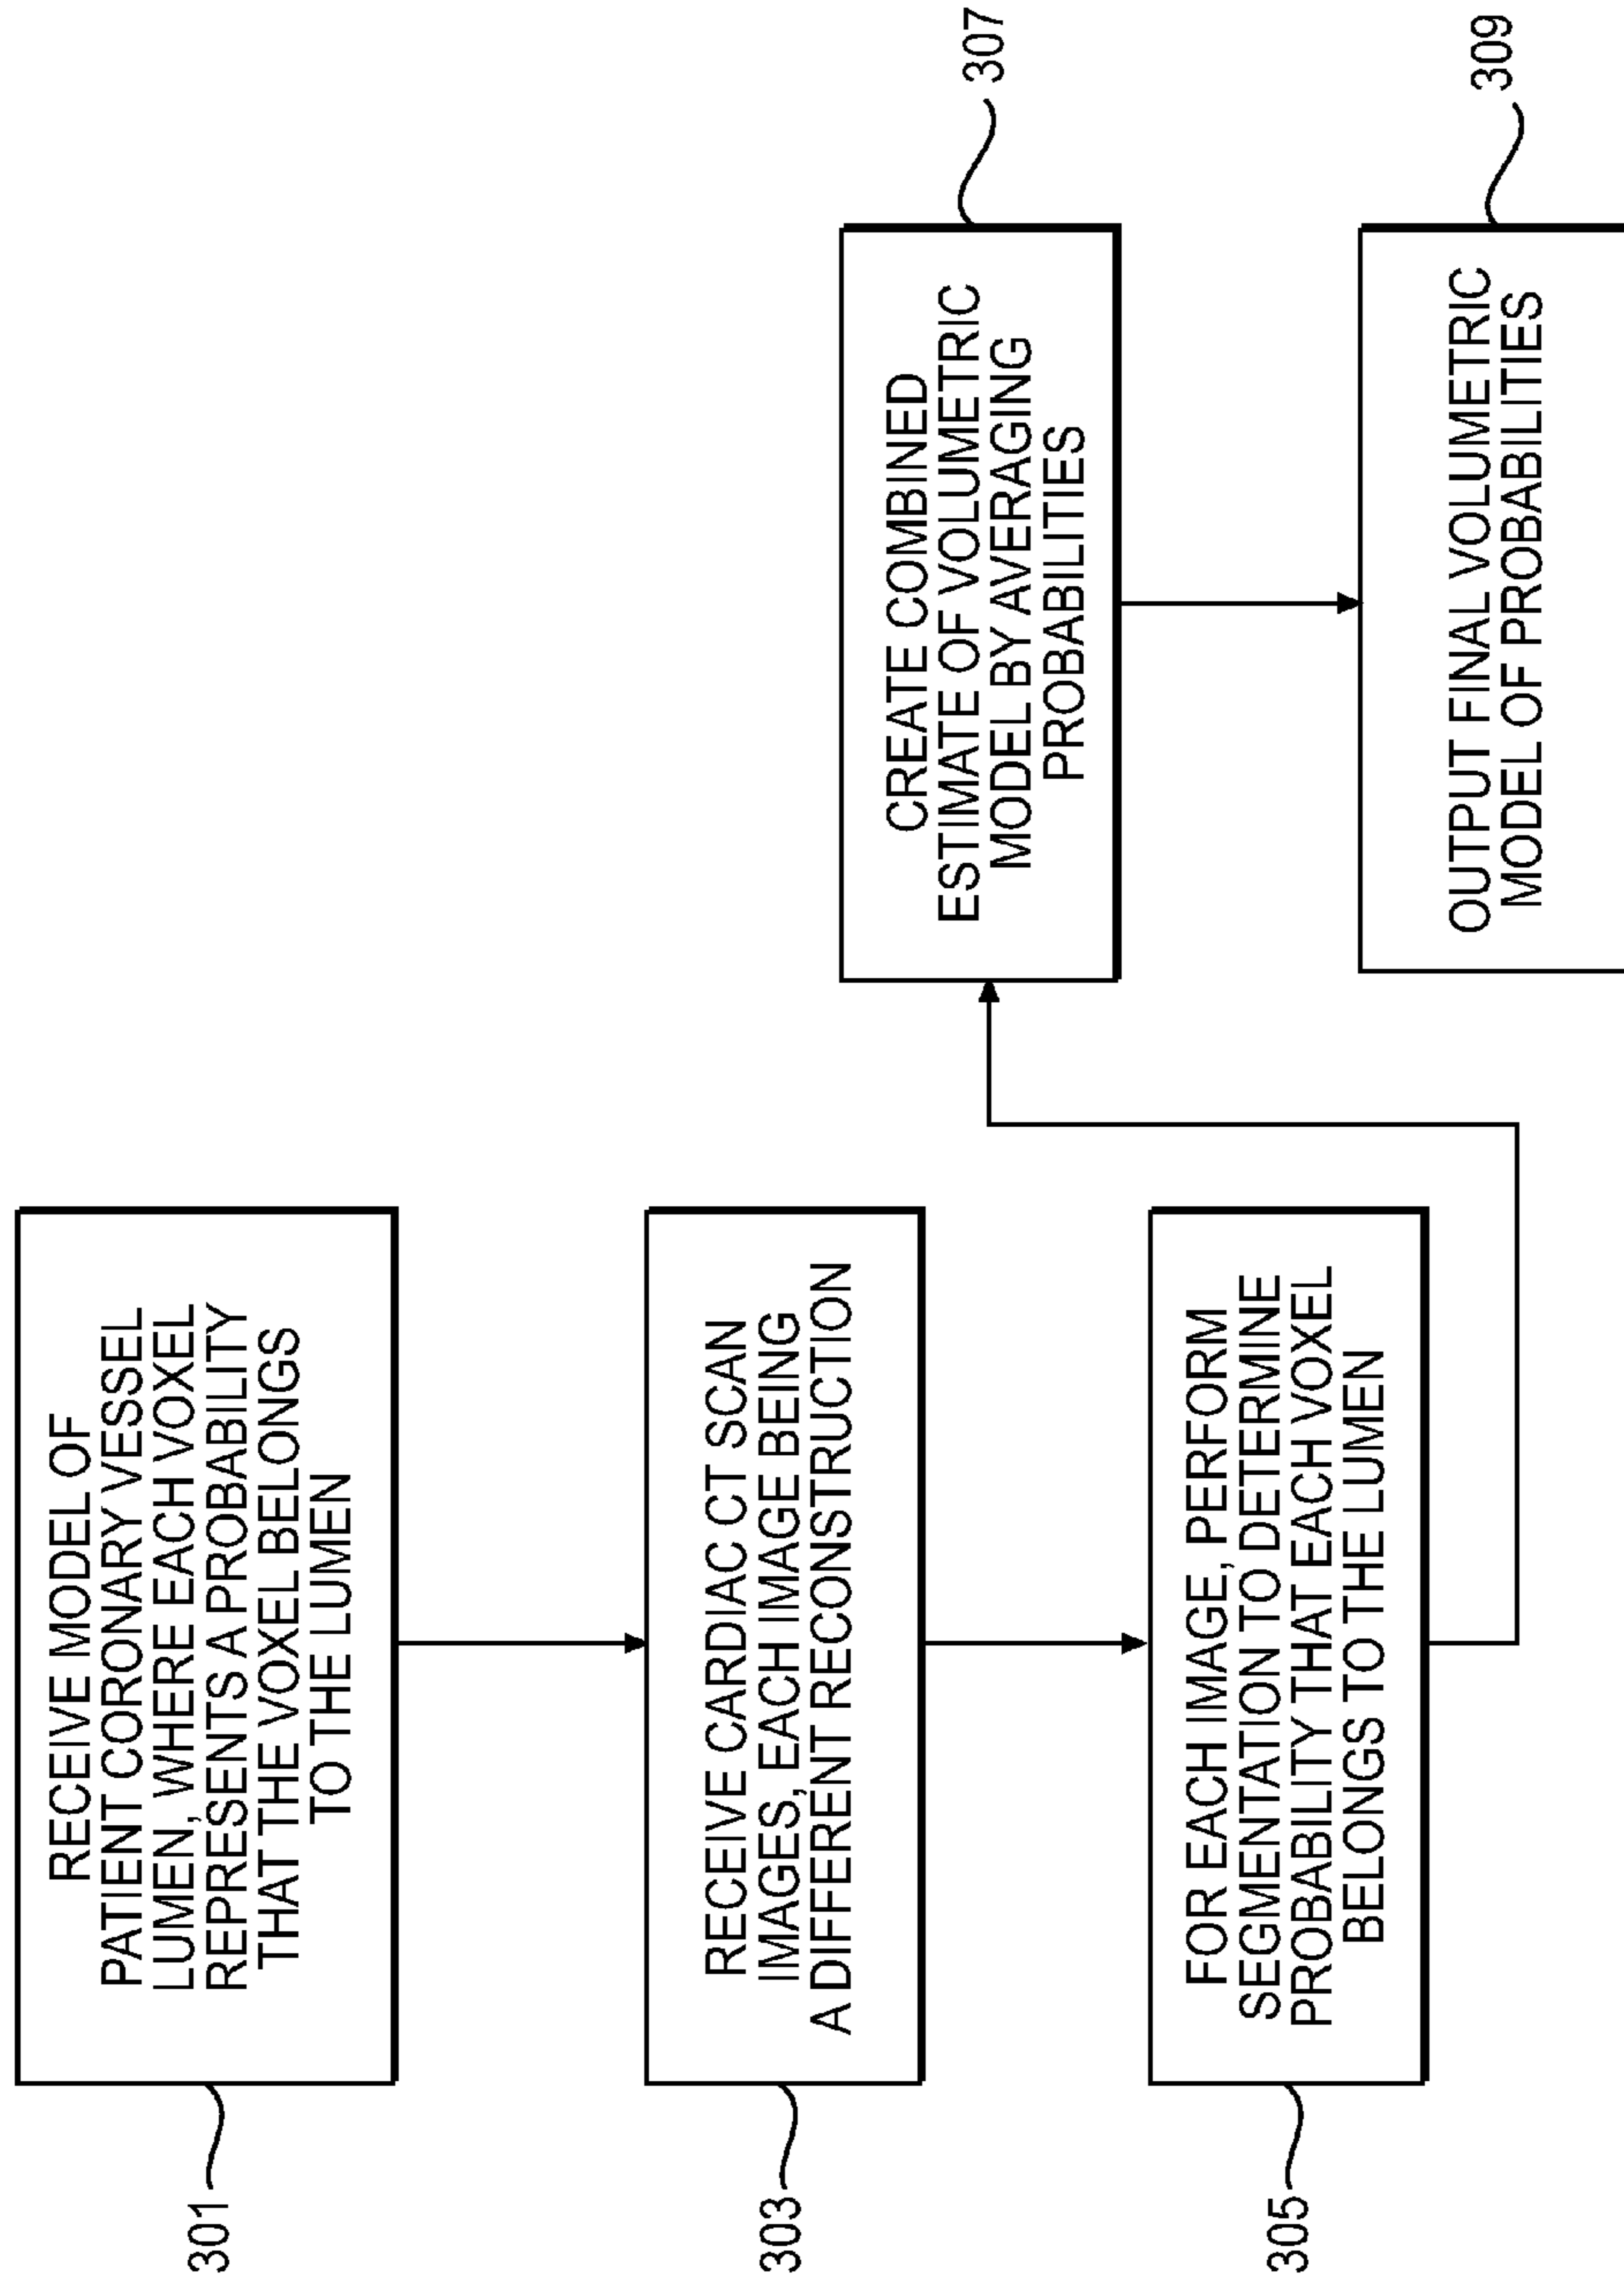 301
RECEIVE MODEL OF
PATIENT CORONARY VESSEL
LUMEN, WHERE EACH VOXEL
REPRESENTS A PROBABILITY
THAT THE VOXEL BELONGS
TO THE LUMEN
303
RECEIVE CARDIAC CT SCAN
IMAGES, EACH IMAGE BEING
A DIFFERENT RECONSTRUCTION
305
FOR EACH IMAGE, PERFORM
SEGMENTATION TO DETERMINE
PROBABILITY THAT EACH VOXEL
BELONGS TO THE LUMEN
CREATE COMBINED
ESTIMATE OF VOLUMETRIC
MODEL BY AVERAGING
PROBABILITIES
307
OUTPUT FINAL VOLUMETRIC
MODEL OF PROBABILITIES
309